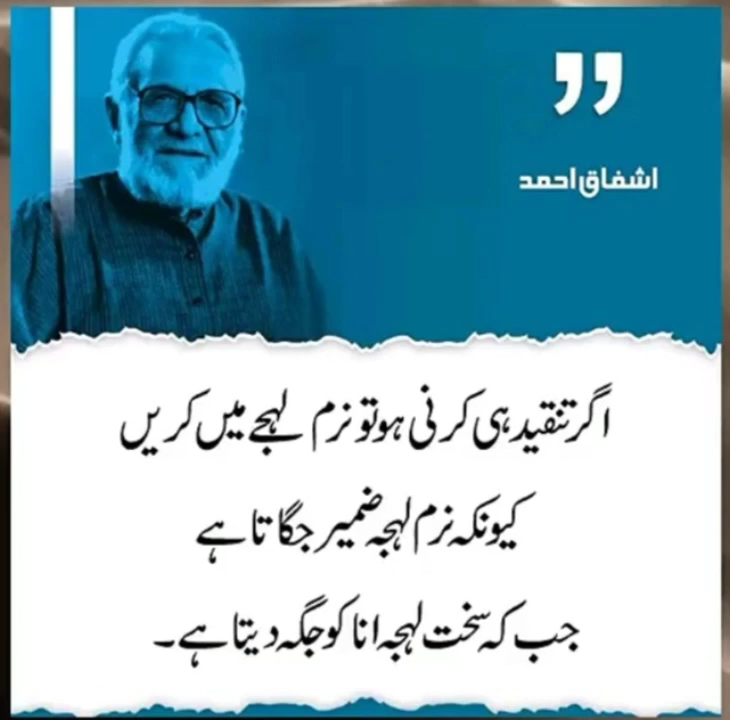 ”
اشفاق احمد
اگر تنقید ہی کرنی ہو تو نرم لہجے میں کریں
کیونکہ نرم لہجہ ضمیر جگاتا ہے
جب کہ سخت لہجہ انا کو جگہ دیتا ہے۔